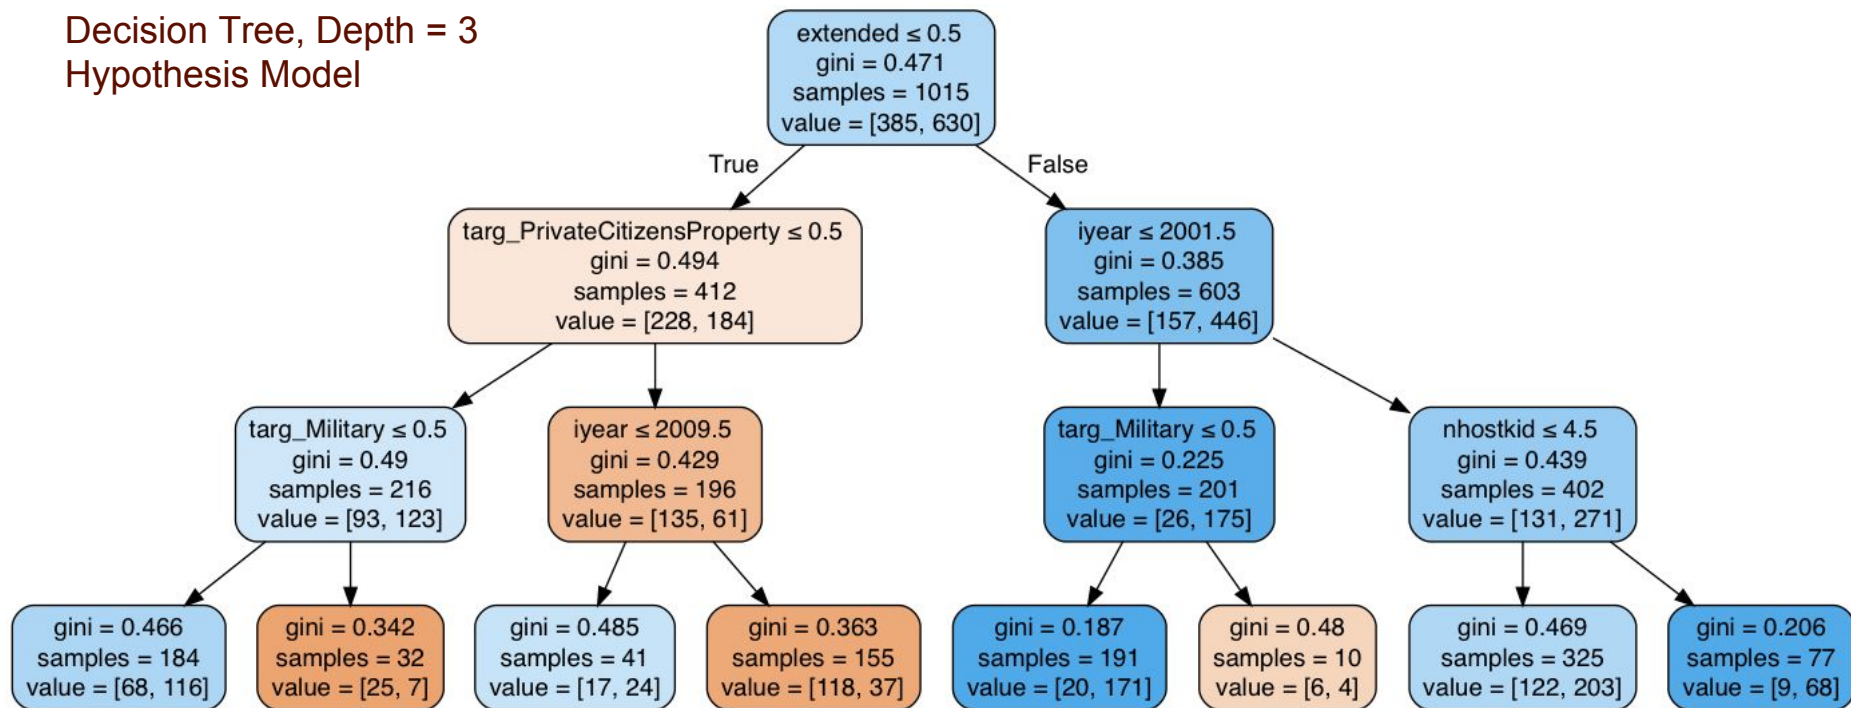 Decision Tree, Depth = 3
Hypothesis Model
extended ≤ 0.5
gini = 0.471
samples = 1015
value = [385, 630]
True
False
targ_PrivateCitizensProperty ≤ 0.5
gini = 0.494
samples = 412
value = [228, 184]
iyear ≤ 2001.5
gini = 0.385
samples = 603
value = [157, 446]
targ_Military ≤ 0.5
gini = 0.49
samples = 216
value = [93, 123]
iyear ≤ 2009.5
gini = 0.429
samples = 196
value = [135, 61]
targ_Military ≤ 0.5
gini = 0.225
samples = 201
value = [26, 175]
nhostkid ≤ 4.5
gini = 0.439
samples = 402
value = [131, 271]
gini = 0.466
samples = 184
value = [68, 116]
gini = 0.342
samples = 32
value = [25, 7]
gini = 0.485
samples = 41
value = [17, 24]
gini = 0.363
samples = 155
value = [118, 37]
gini = 0.187
samples = 191
value = [20, 171]
gini = 0.48
samples = 10
value = [6, 4]
gini = 0.469
samples = 325
value = [122, 203]
gini = 0.206
samples = 77
value = [9, 68]